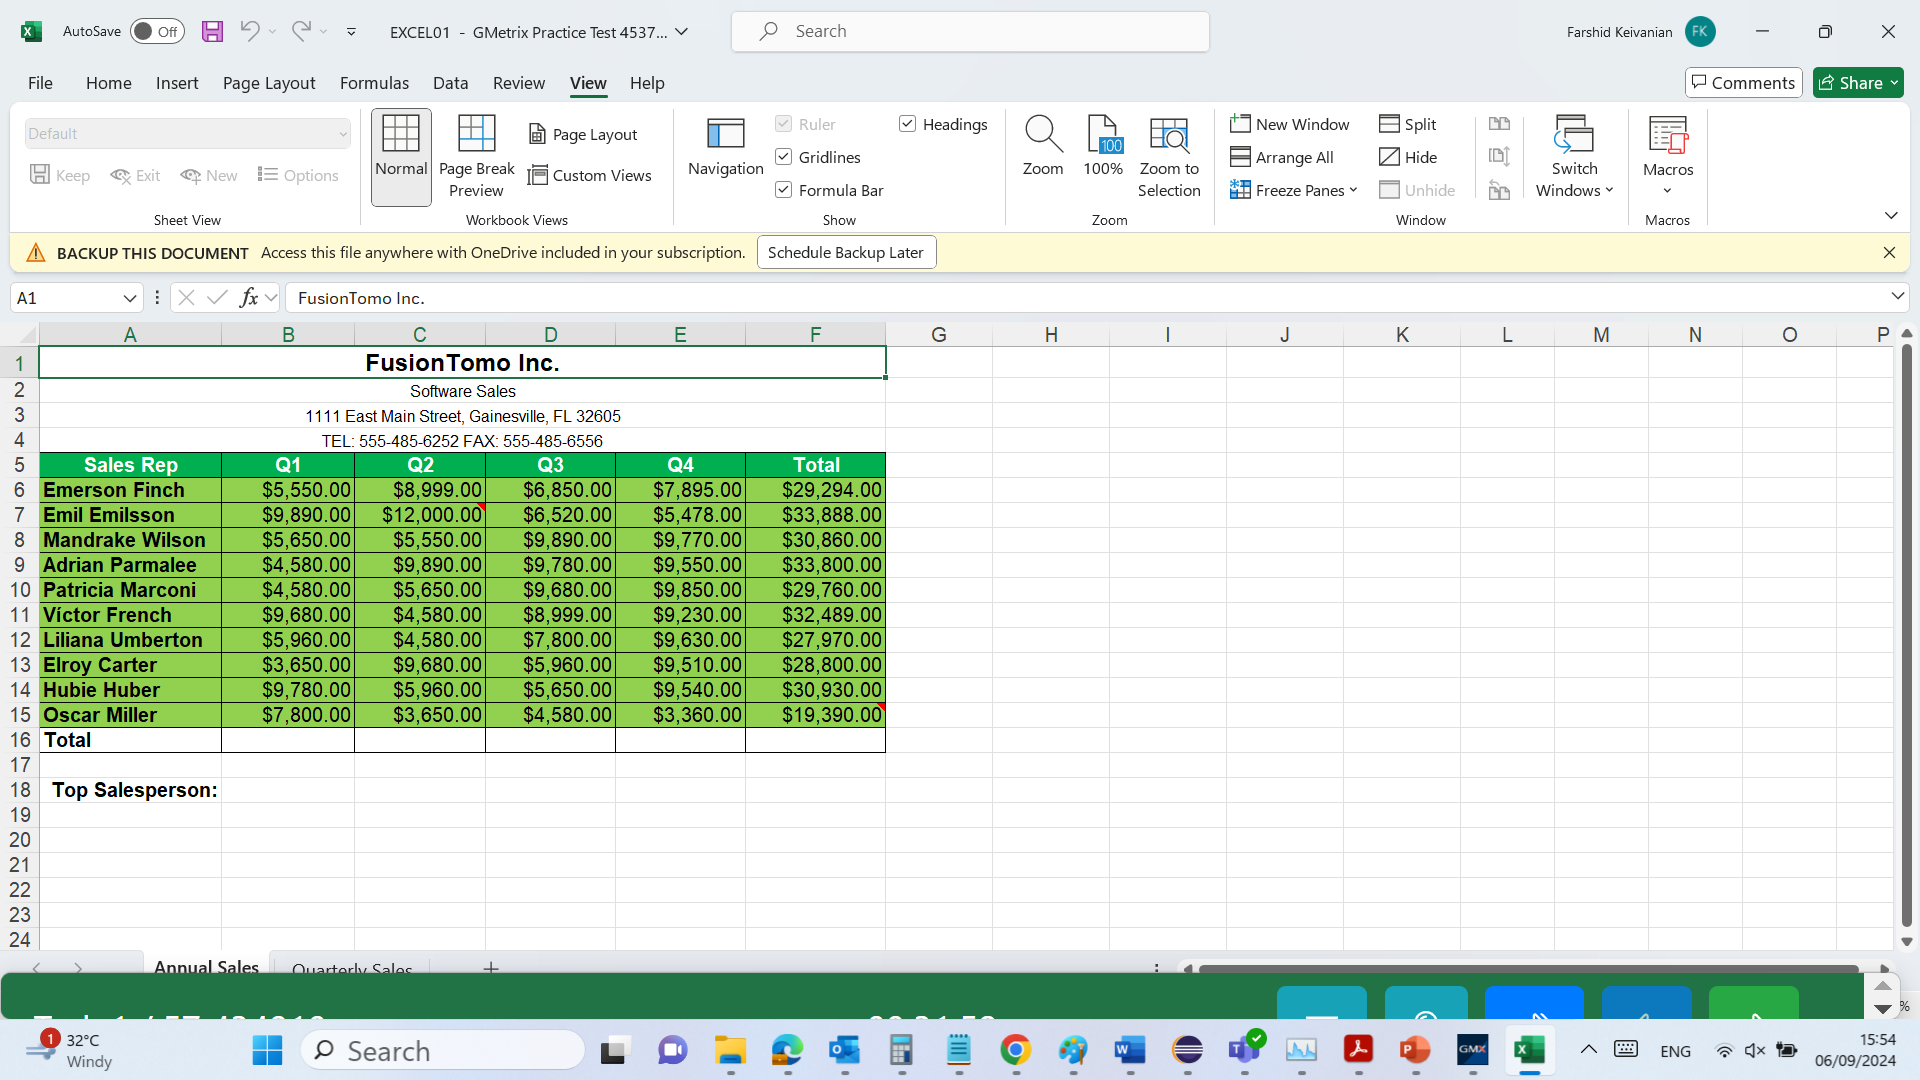 AutoSave Off EXCEL01 - GMetrix Practice Test 4537... Search Farshid Keivanian FK
File Home Insert Page Layout Formulas Data Review View Help Comments Share
Default
Keep Exit New Options
Sheet View
Normal
Page Break Preview
Page Layout
Custom Views
Workbook Views
Navigation
Ruler
Gridlines
Formula Bar
Headings
Show
Zoom
100
100%
Zoom to Selection
Zoom
New Window
Arrange All
Freeze Panes
Split
Hide
Unhide
Switch Windows
Window
Macros
Macros
BACKUP THIS DOCUMENT Access this file anywhere with OneDrive included in your subscription. Schedule Backup Later
A1 fx FusionTomo Inc.
A B C D E F G H I J K L M N O P
1 FusionTomo Inc.
2 Software Sales
3 1111 East Main Street, Gainesville, FL 32605
4 TEL: 555-485-6252 FAX: 555-485-6556
5 Sales Rep Q1 Q2 Q3 Q4 Total
6 Emerson Finch $5,550.00 $8,999.00 $6,850.00 $7,895.00 $29,294.00
7 Emil Emilsson $9,890.00 $12,000.00 $6,520.00 $5,478.00 $33,888.00
8 Mandrake Wilson $5,650.00 $5,550.00 $9,890.00 $9,770.00 $30,860.00
9 Adrian Parmalee $4,580.00 $9,890.00 $9,780.00 $9,550.00 $33,800.00
10 Patricia Marconi $4,580.00 $5,650.00 $9,680.00 $9,850.00 $29,760.00
11 Víctor French $9,680.00 $4,580.00 $8,999.00 $9,230.00 $32,489.00
12 Liliana Umberton $5,960.00 $4,580.00 $7,800.00 $9,630.00 $27,970.00
13 Elroy Carter $3,650.00 $9,680.00 $5,960.00 $9,510.00 $28,800.00
14 Hubie Huber $9,780.00 $5,960.00 $5,650.00 $9,540.00 $30,930.00
15 Oscar Miller $7,800.00 $3,650.00 $4,580.00 $3,360.00 $19,390.00
16 Total
17
18 Top Salesperson:
19
20
21
22
23
24
Annual Sales Quarterly Sales
%
1 32°C
Windy
Search
GMX
ENG
15:54
06/09/2024